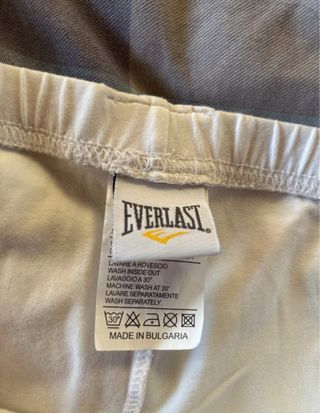 EVERLAST®
LAVARE A ROVESCIO
WASH INSIDE OUT
LAVAGGIO A 30°
MACHINE WASH AT 30°
LAVARE SEPARATAMENTE
WASH SEPARATELY
30°
MADE IN BULGARIA